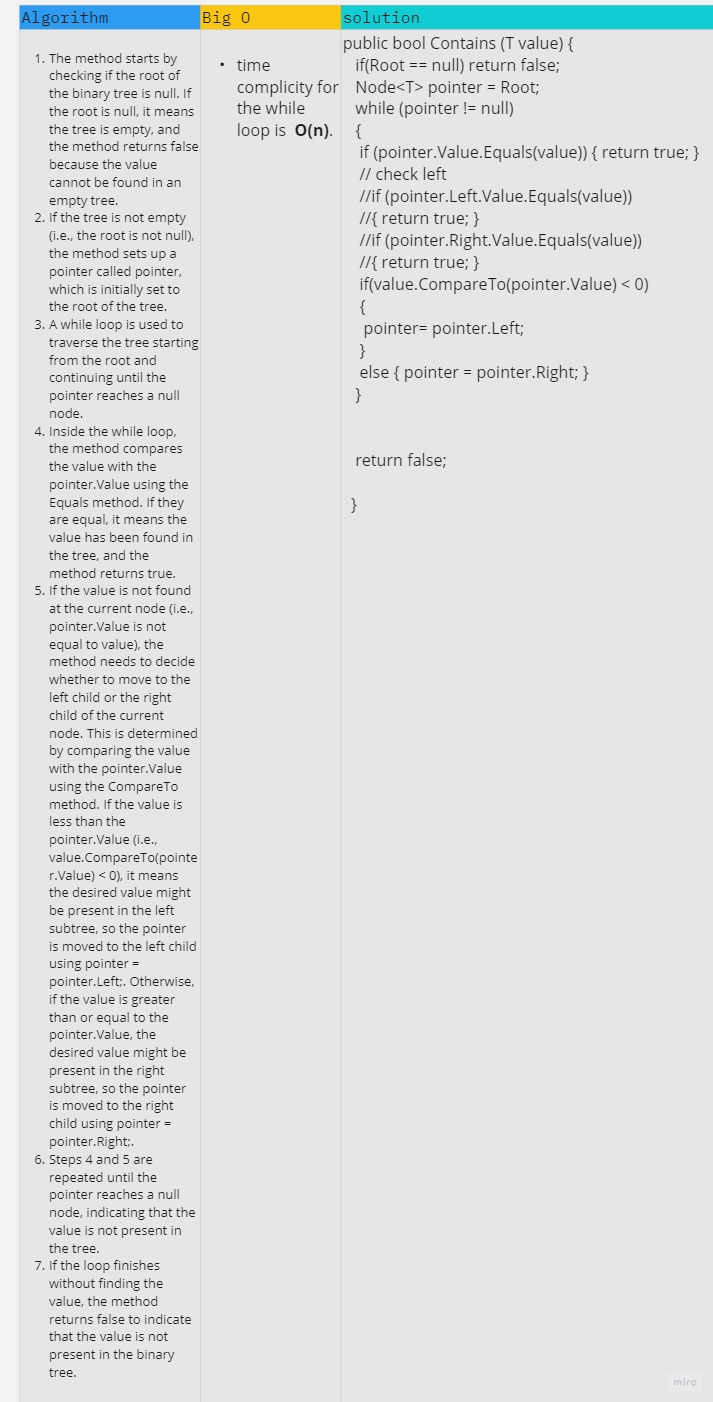 Algorithm
Big O
solution
1. The method starts by
checking if the root of
the binary tree is null. If
the root is null, it means
the tree is empty, and
the method returns false
because the value
cannot be found in an
empty tree.
2. If the tree is not empty
(i.e., the root is not null),
the method sets up a
pointer called pointer,
which is initially set to
the root of the tree.
3. A while loop is used to
traverse the tree starting
from the root and
continuing until the
pointer reaches a null
node.
4. Inside the while loop,
the method compares
the value with the
pointer.Value using the
Equals method. If they
are equal, it means the
value has been found in
the tree, and the
method returns true.
5. If the value is not found
at the current node (i.e.,
pointer.Value is not
equal to value), the
method needs to decide
whether to move to the
left child or the right
child of the current
node. This is determined
by comparing the value
with the pointer.Value
using the CompareTo
method. If the value is
less than the
pointer.Value (i.e.,
value.CompareTo(pointe
r.Value) < 0), it means
the desired value might
be present in the left
subtree, so the pointer
is moved to the left child
using pointer =
pointer.Left;. Otherwise,
if the value is greater
than or equal to the
pointer.Value, the
desired value might be
present in the right
subtree, so the pointer
is moved to the right
child using pointer =
pointer.Right;.
6. Steps 4 and 5 are
repeated until the
pointer reaches a null
node, indicating that the
value is not present in
the tree.
7. If the loop finishes
without finding the
value, the method
returns false to indicate
that the value is not
present in the binary
tree.
• time
complicity for
the while
loop is O(n).
public bool Contains (T value) {
if(Root == null) return false;
Node<T> pointer = Root;
while (pointer != null)
{
if (pointer.Value.Equals(value)) { return true; }
// check left
//if (pointer.Left.Value.Equals(value))
//{ return true; }
//if (pointer.Right.Value.Equals(value))
//{ return true; }
if(value.CompareTo(pointer.Value) < 0)
{
pointer= pointer.Left;
}
else { pointer = pointer.Right; }
}
return false;
}
miro